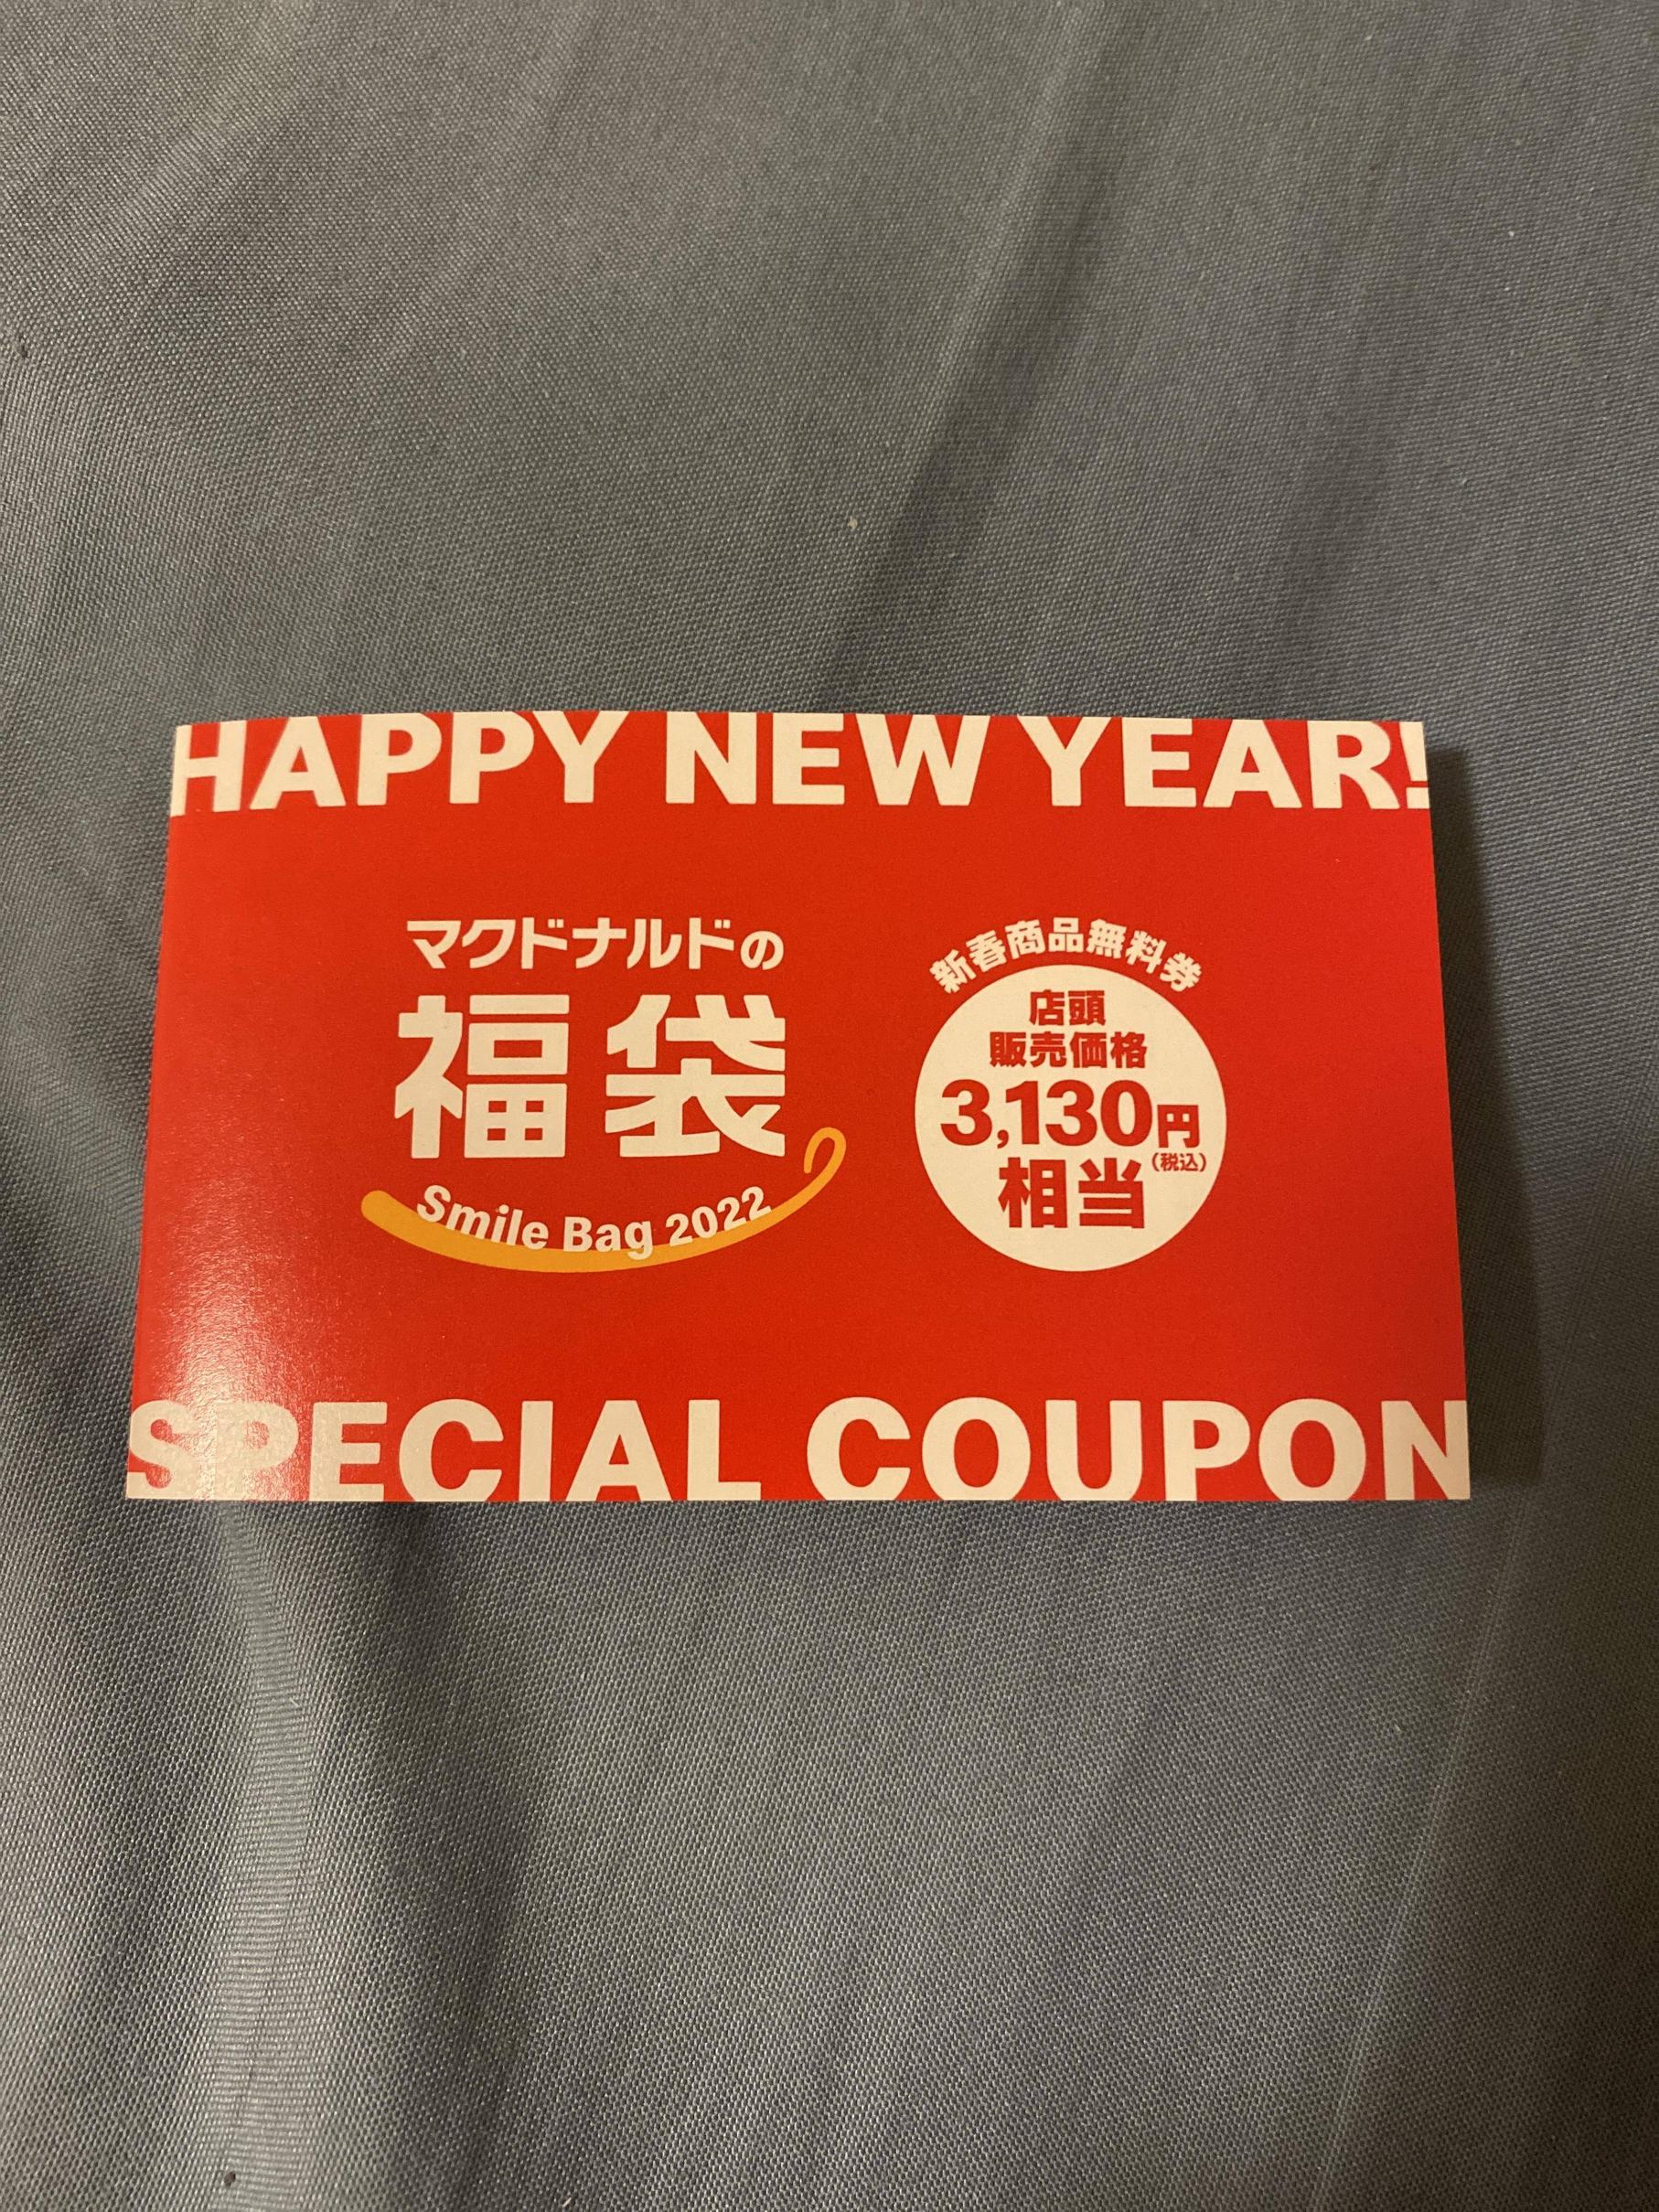 HAPPY NEW YEAR!
マクドナルドの
福袋
Smile Bag 2022
新春商品無料券
店頭
販売価格
3,130円
(税込)
相当
SPECIAL COUPON